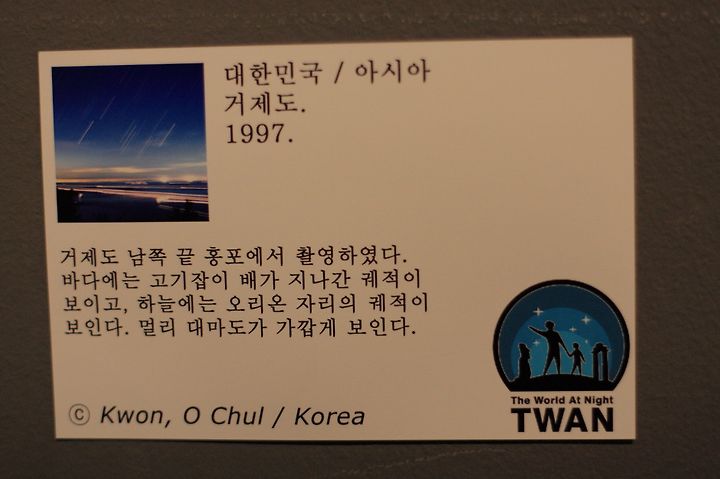 대한민국 / 아시아
거제도.
1997.
거제도 남쪽 끝 홍포에서 촬영하였다.
바다에는 고기잡이 배가 지나간 궤적이
보이고, 하늘에는 오리온 자리의 궤적이
보인다. 멀리 대마도가 가깝게 보인다.
ⓒ Kwon, O Chul / Korea
The World At Night
TWAN